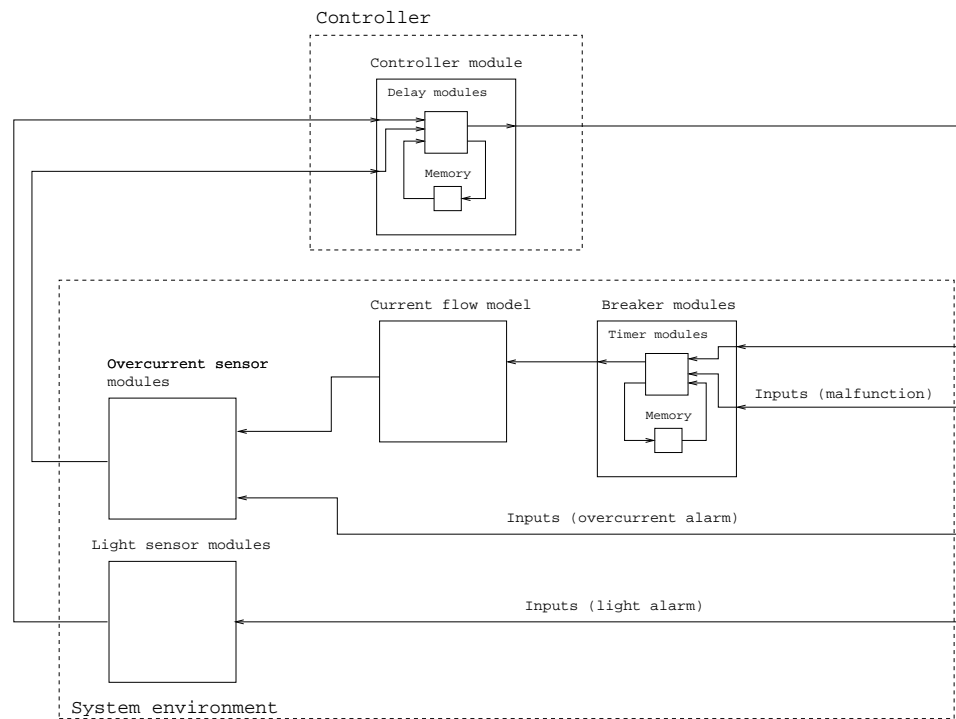 Controller
Controller module
Delay modules
Memory
Current flow model
Breaker modules
Timer modules
Overcurrent sensor
modules
Inputs (malfunction)
Memory
Inputs (overcurrent alarm)
Light sensor modules
Inputs (light alarm)
System environment